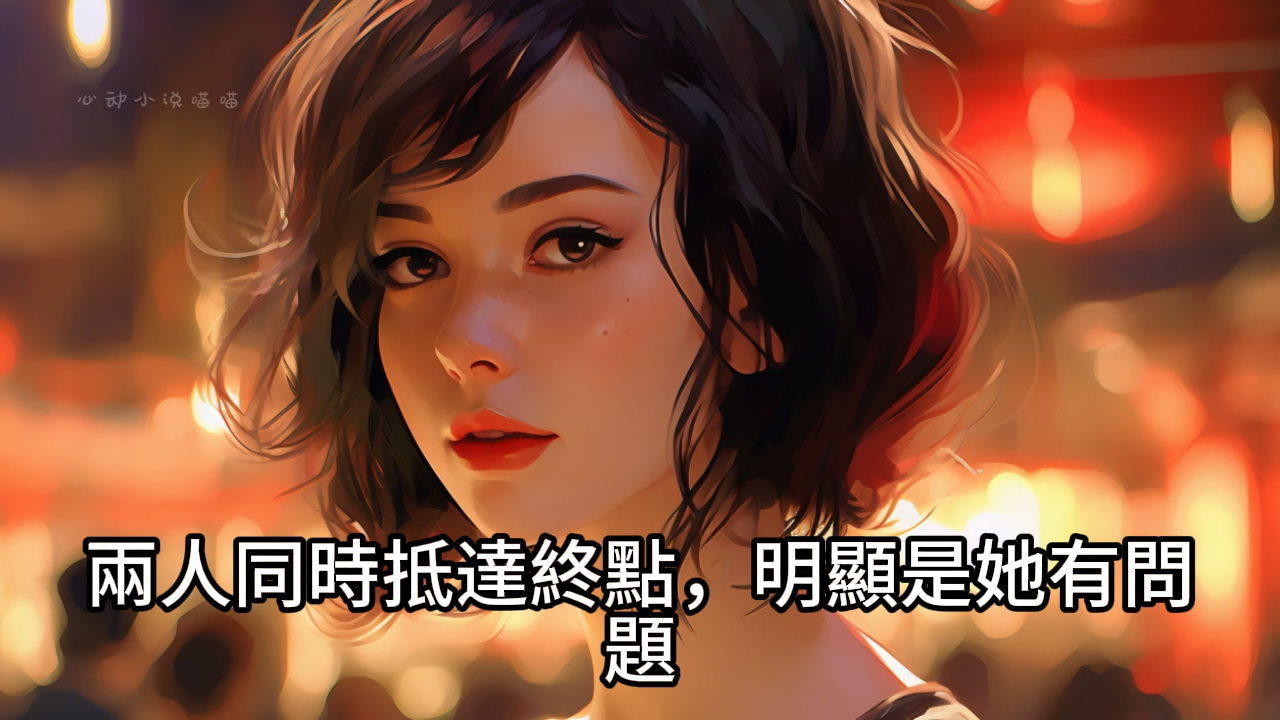 心动小说喵喵
兩人同時抵達終點，明顯是她有問
題